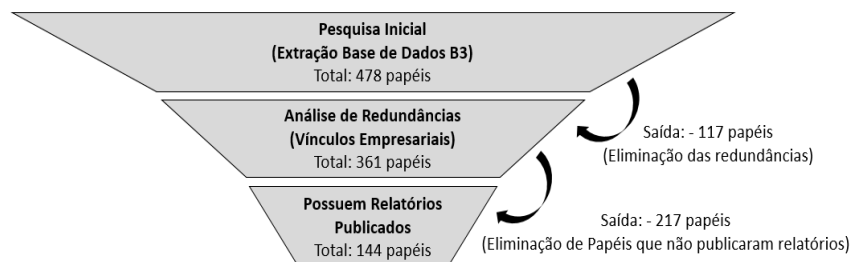 Pesquisa Inicial
(Extração Base de Dados B3)
Total: 478 papéis
Análise de Redundâncias
(Vínculos Empresariais)
Total: 361 papéis
Saída: - 117 papéis
(Eliminação das redundâncias)
Possuem Relatórios
Publicados
Total: 144 papéis
Saída: - 217 papéis
(Eliminação de Papéis que não publicaram relatórios)